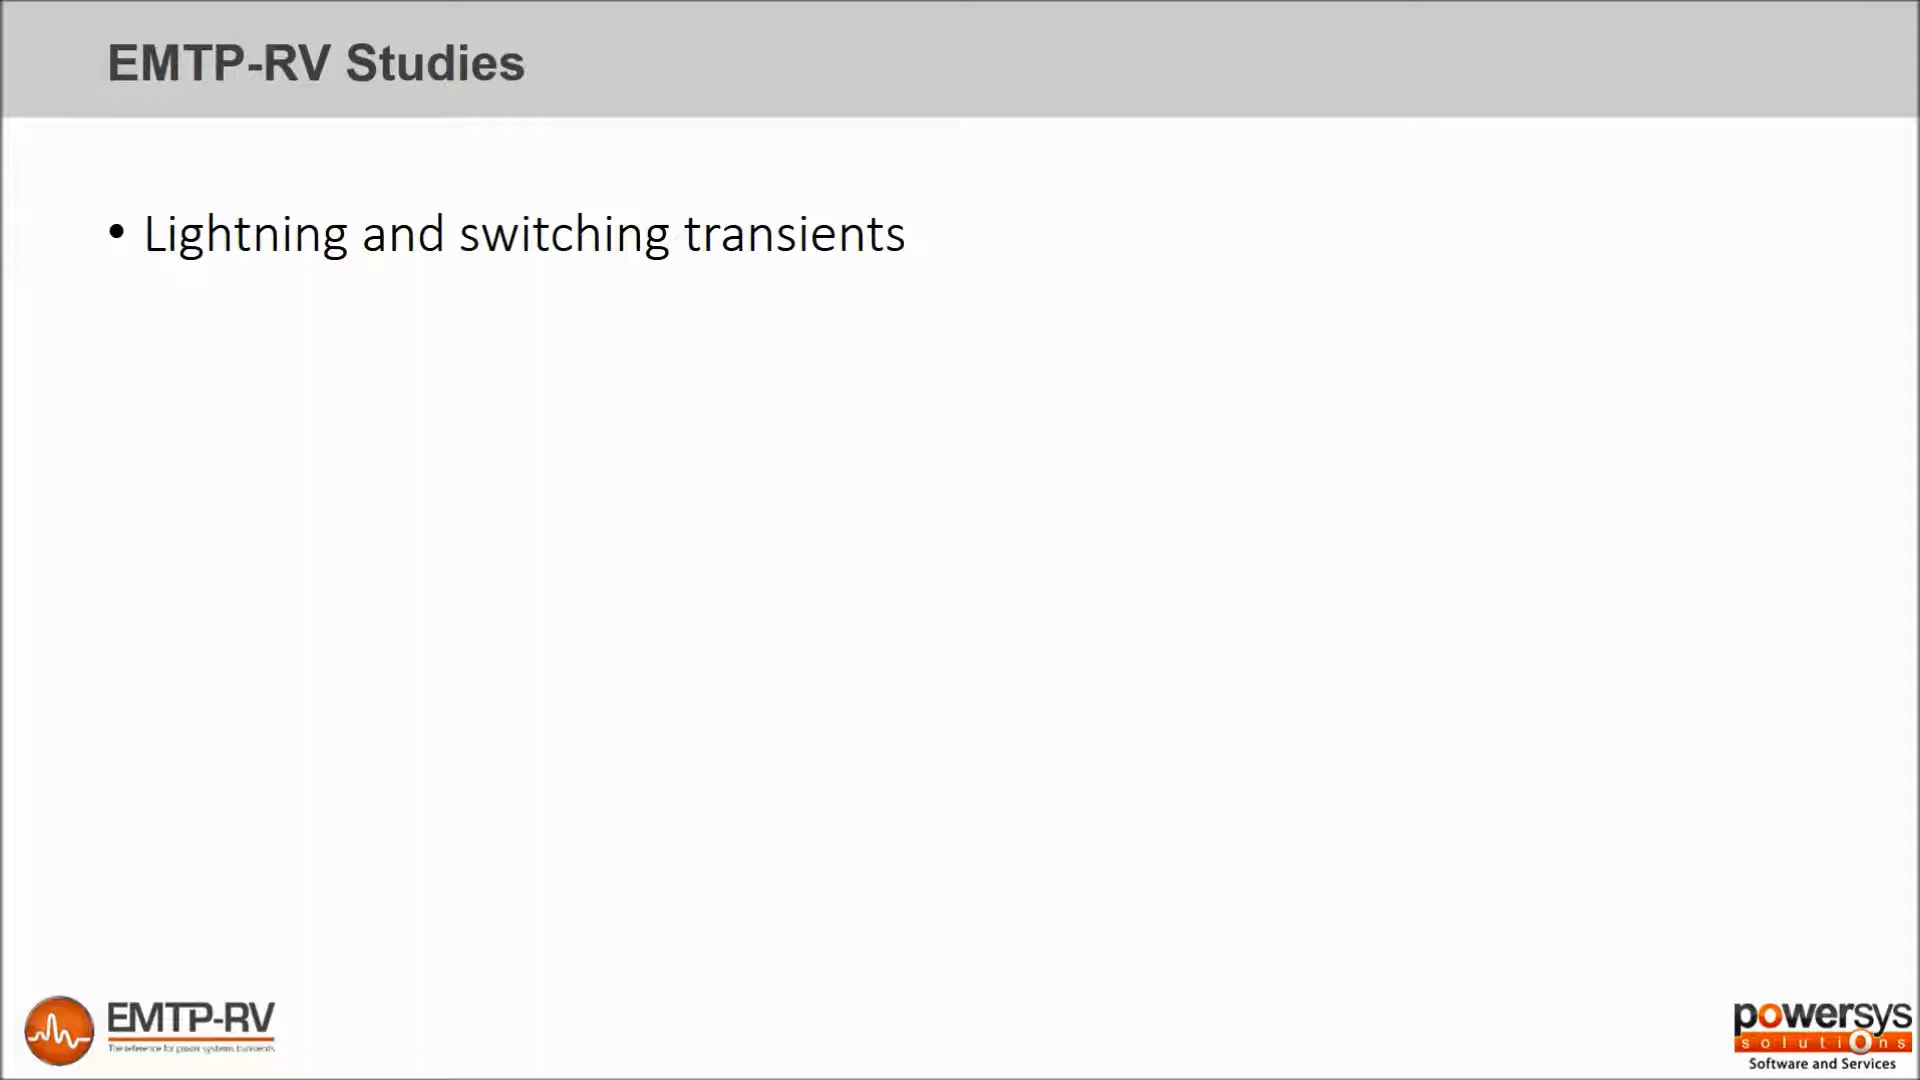 EMTP-RV Studies
• Lightning and switching transients
EMTP-RV
The reference for power systems transients
powersys
solutions
Software and Services